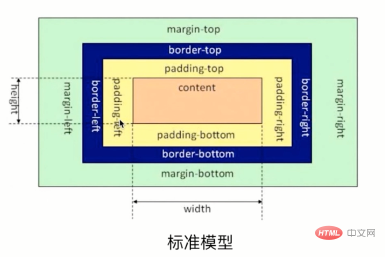 margin-top
border-top
padding-top
content
height
margin-left
border-left
padding-left
padding-right
border-right
margin-right
padding-bottom
border-bottom
margin-bottom
width
标准模型
HTML 中文网